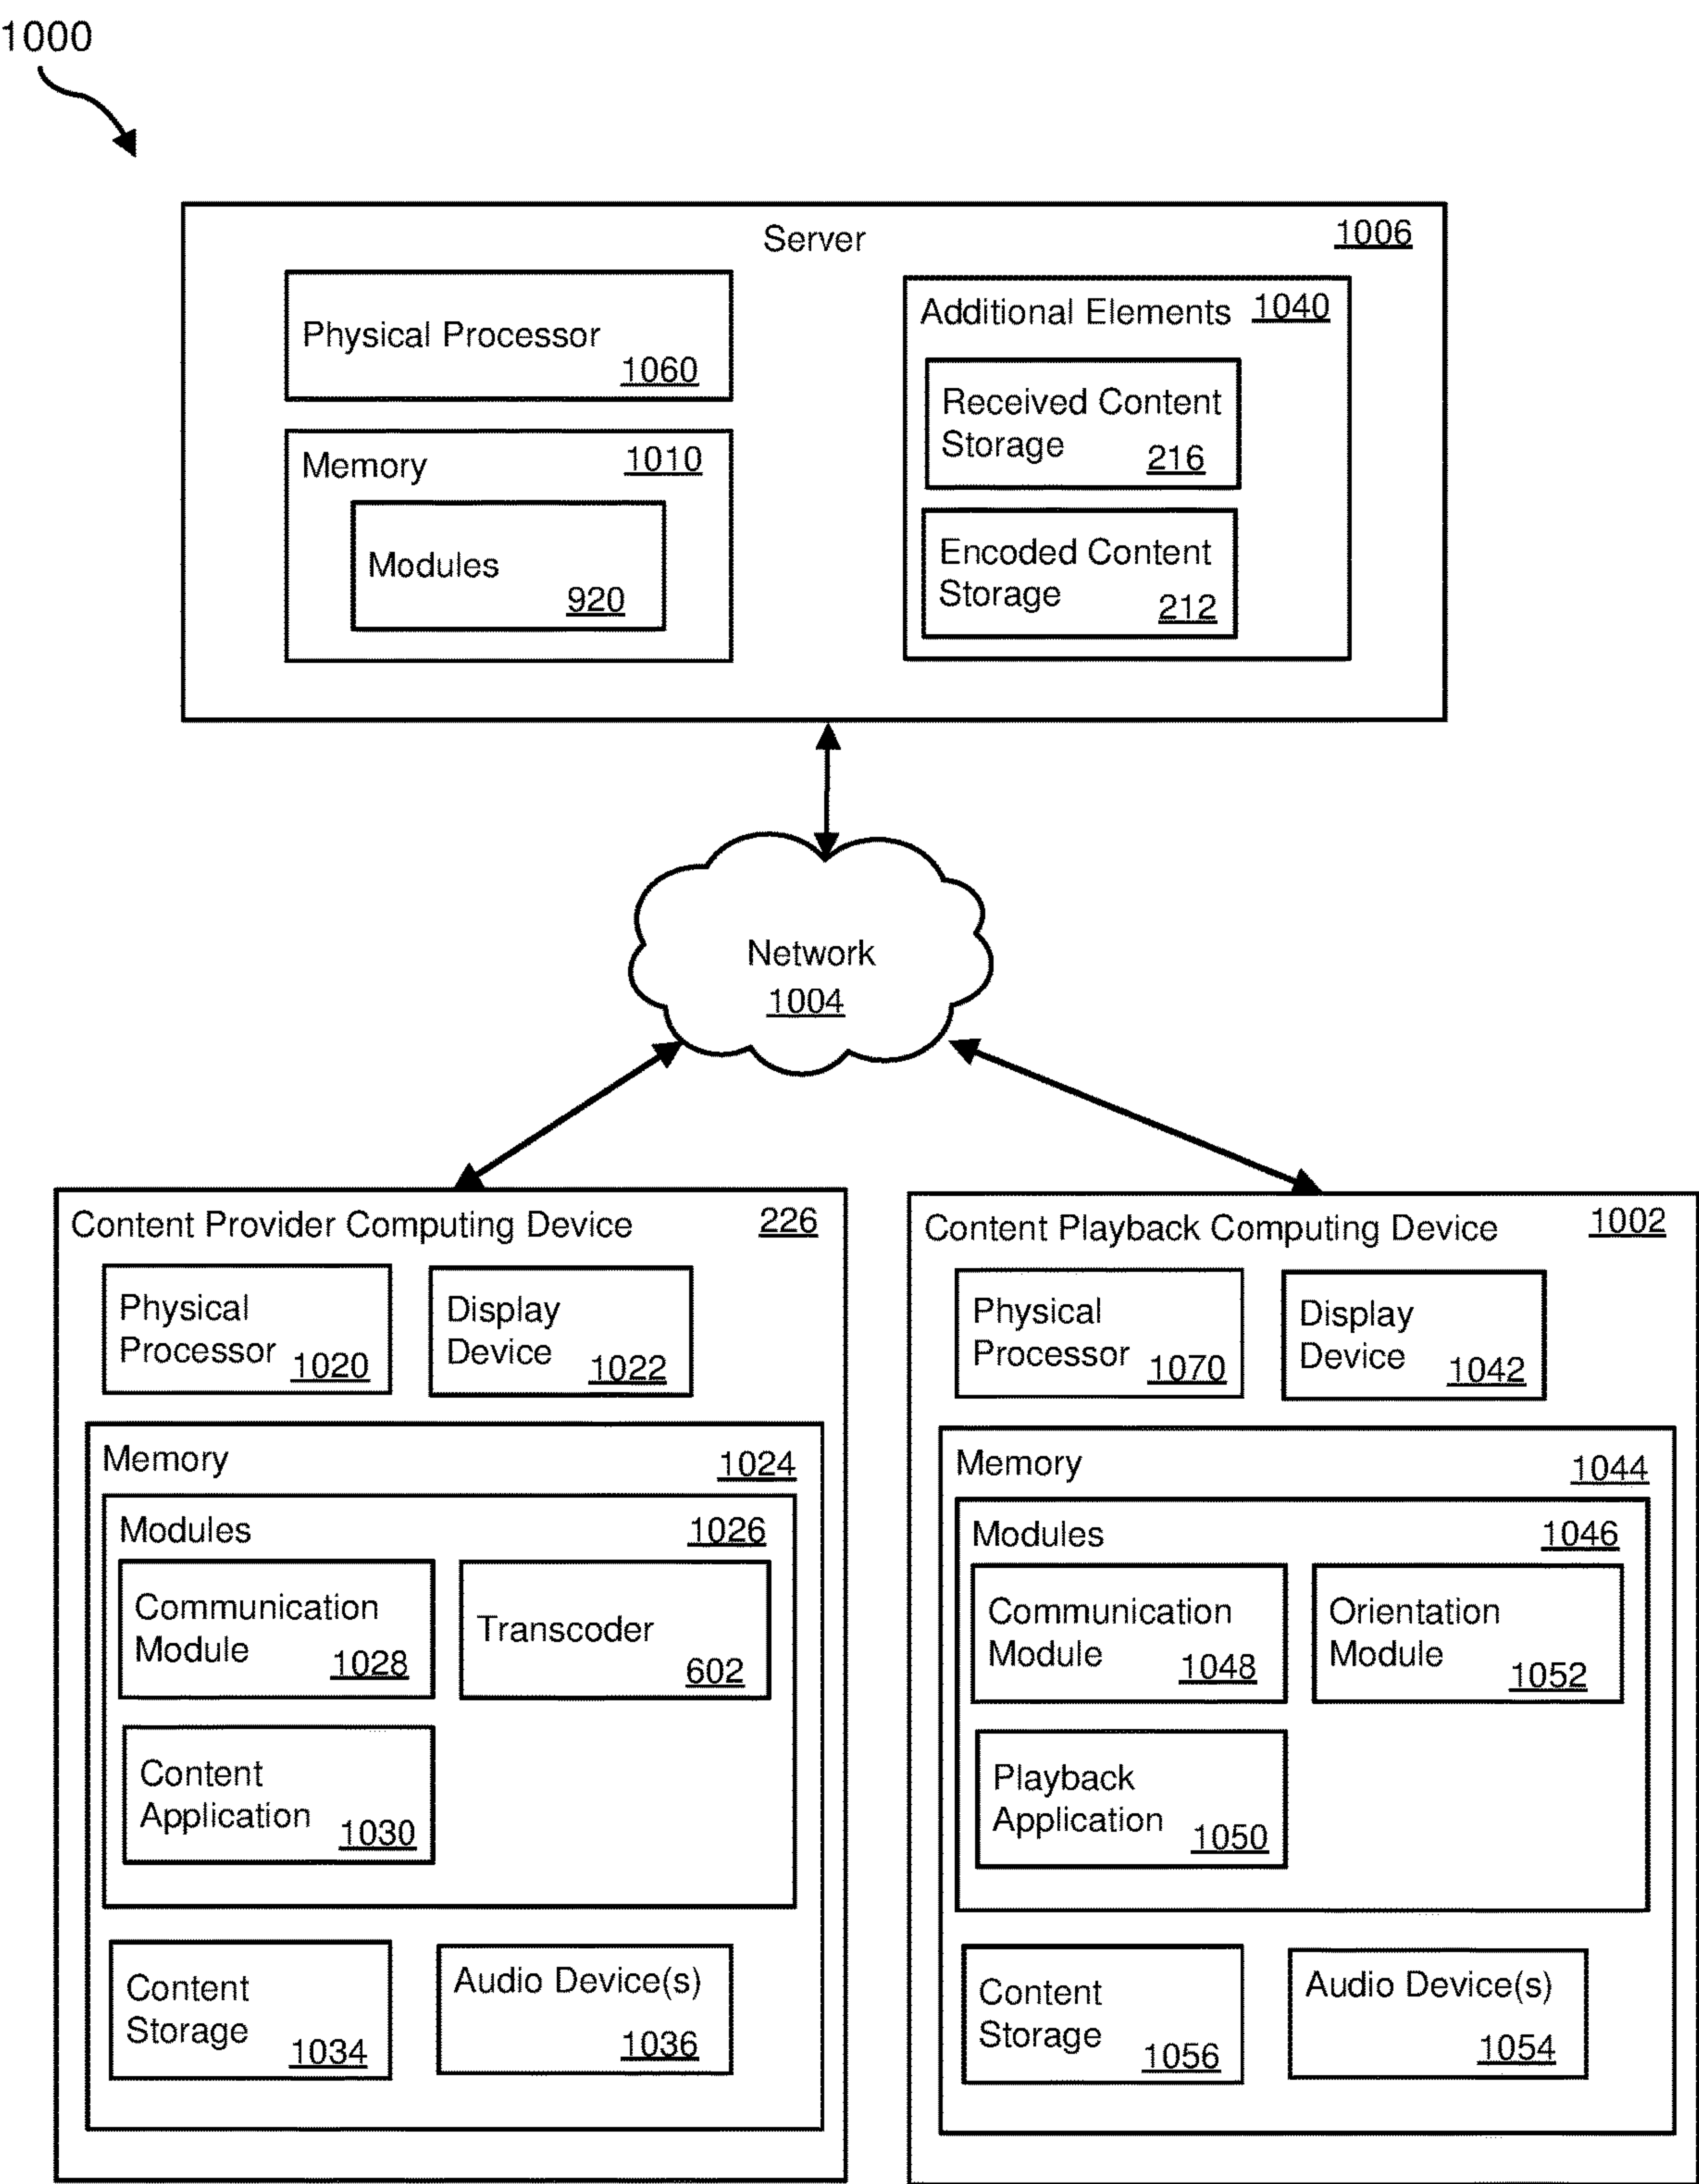 1000
Server
1006
Physical Processor
1060
Memory
1010
Modules
920
Additional Elements
1040
Received Content
Storage
216
Encoded Content
Storage
212
Network
1004
Content Provider Computing Device
226
Physical
Processor
1020
Display
Device
1022
Memory
1024
Modules
1026
Communication
Module
1028
Transcoder
602
Content
Application
1030
Content
Storage
1034
Audio Device(s)
1036
Content Playback Computing Device
1002
Physical
Processor
1070
Display
Device
1042
Memory
1044
Modules
1046
Communication
Module
1048
Orientation
Module
1052
Playback
Application
1050
Content
Storage
1056
Audio Device(s)
1054